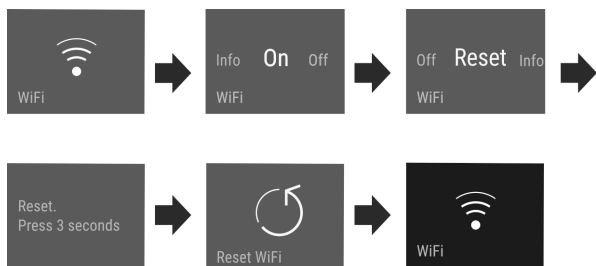 WiFi
Info On Off
WiFi
Off Reset Info
WiFi
Reset.
Press 3 seconds
Reset WiFi
WiFi